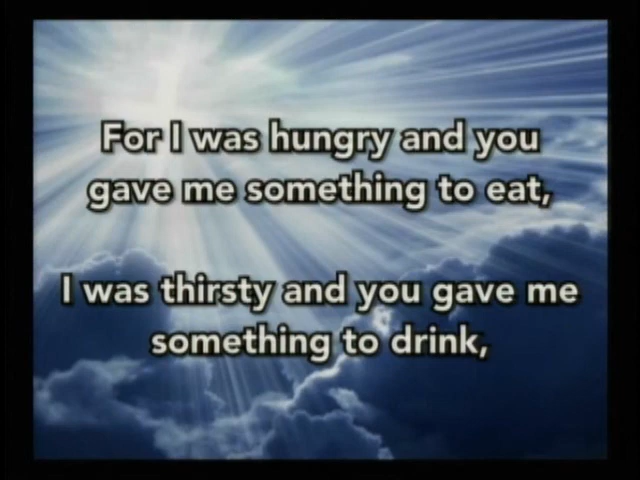 For I was hungry and you
gave me something to eat,
I was thirsty and you gave me
something to drink,